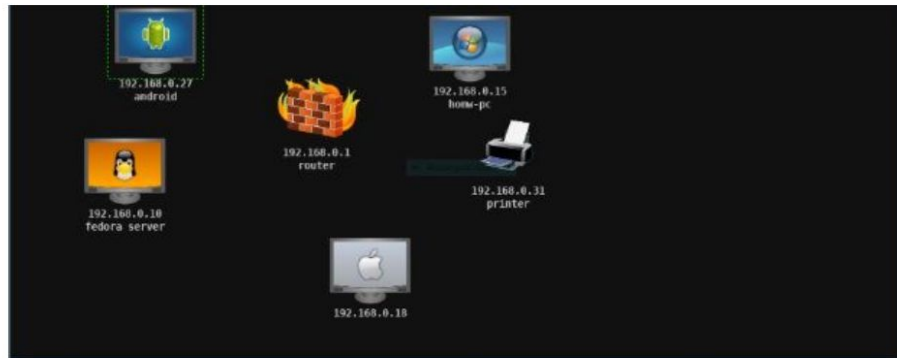 192.168.0.27
android
192.168.0.15
homw-pc
192.168.0.1
router
192.168.0.31
printer
192.168.0.10
fedora server
192.168.0.18